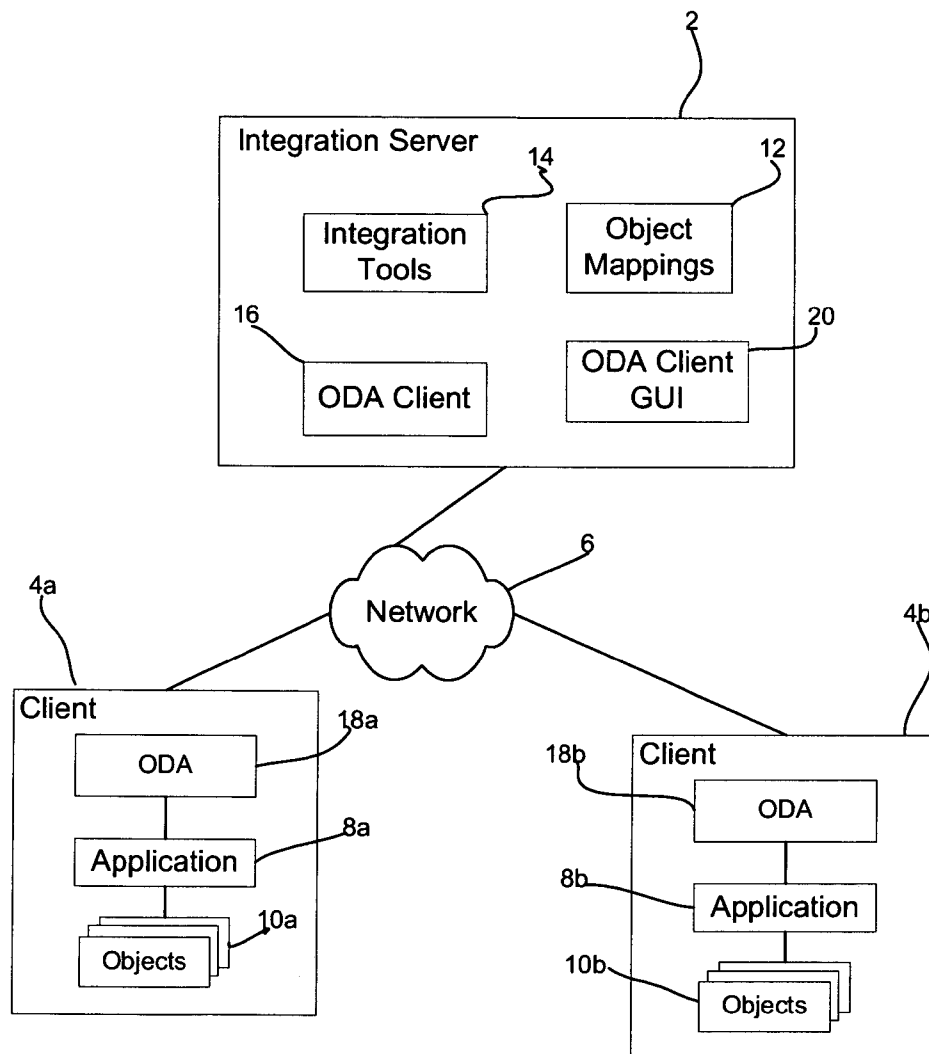 2
Integration Server
14
12
Integration
Tools
Object
Mappings
16
20
ODA Client
ODA Client
GUI
6
Network
4a
4b
Client
18a
ODA
8a
Application
10a
Objects
Client
18b
ODA
8b
Application
10b
Objects